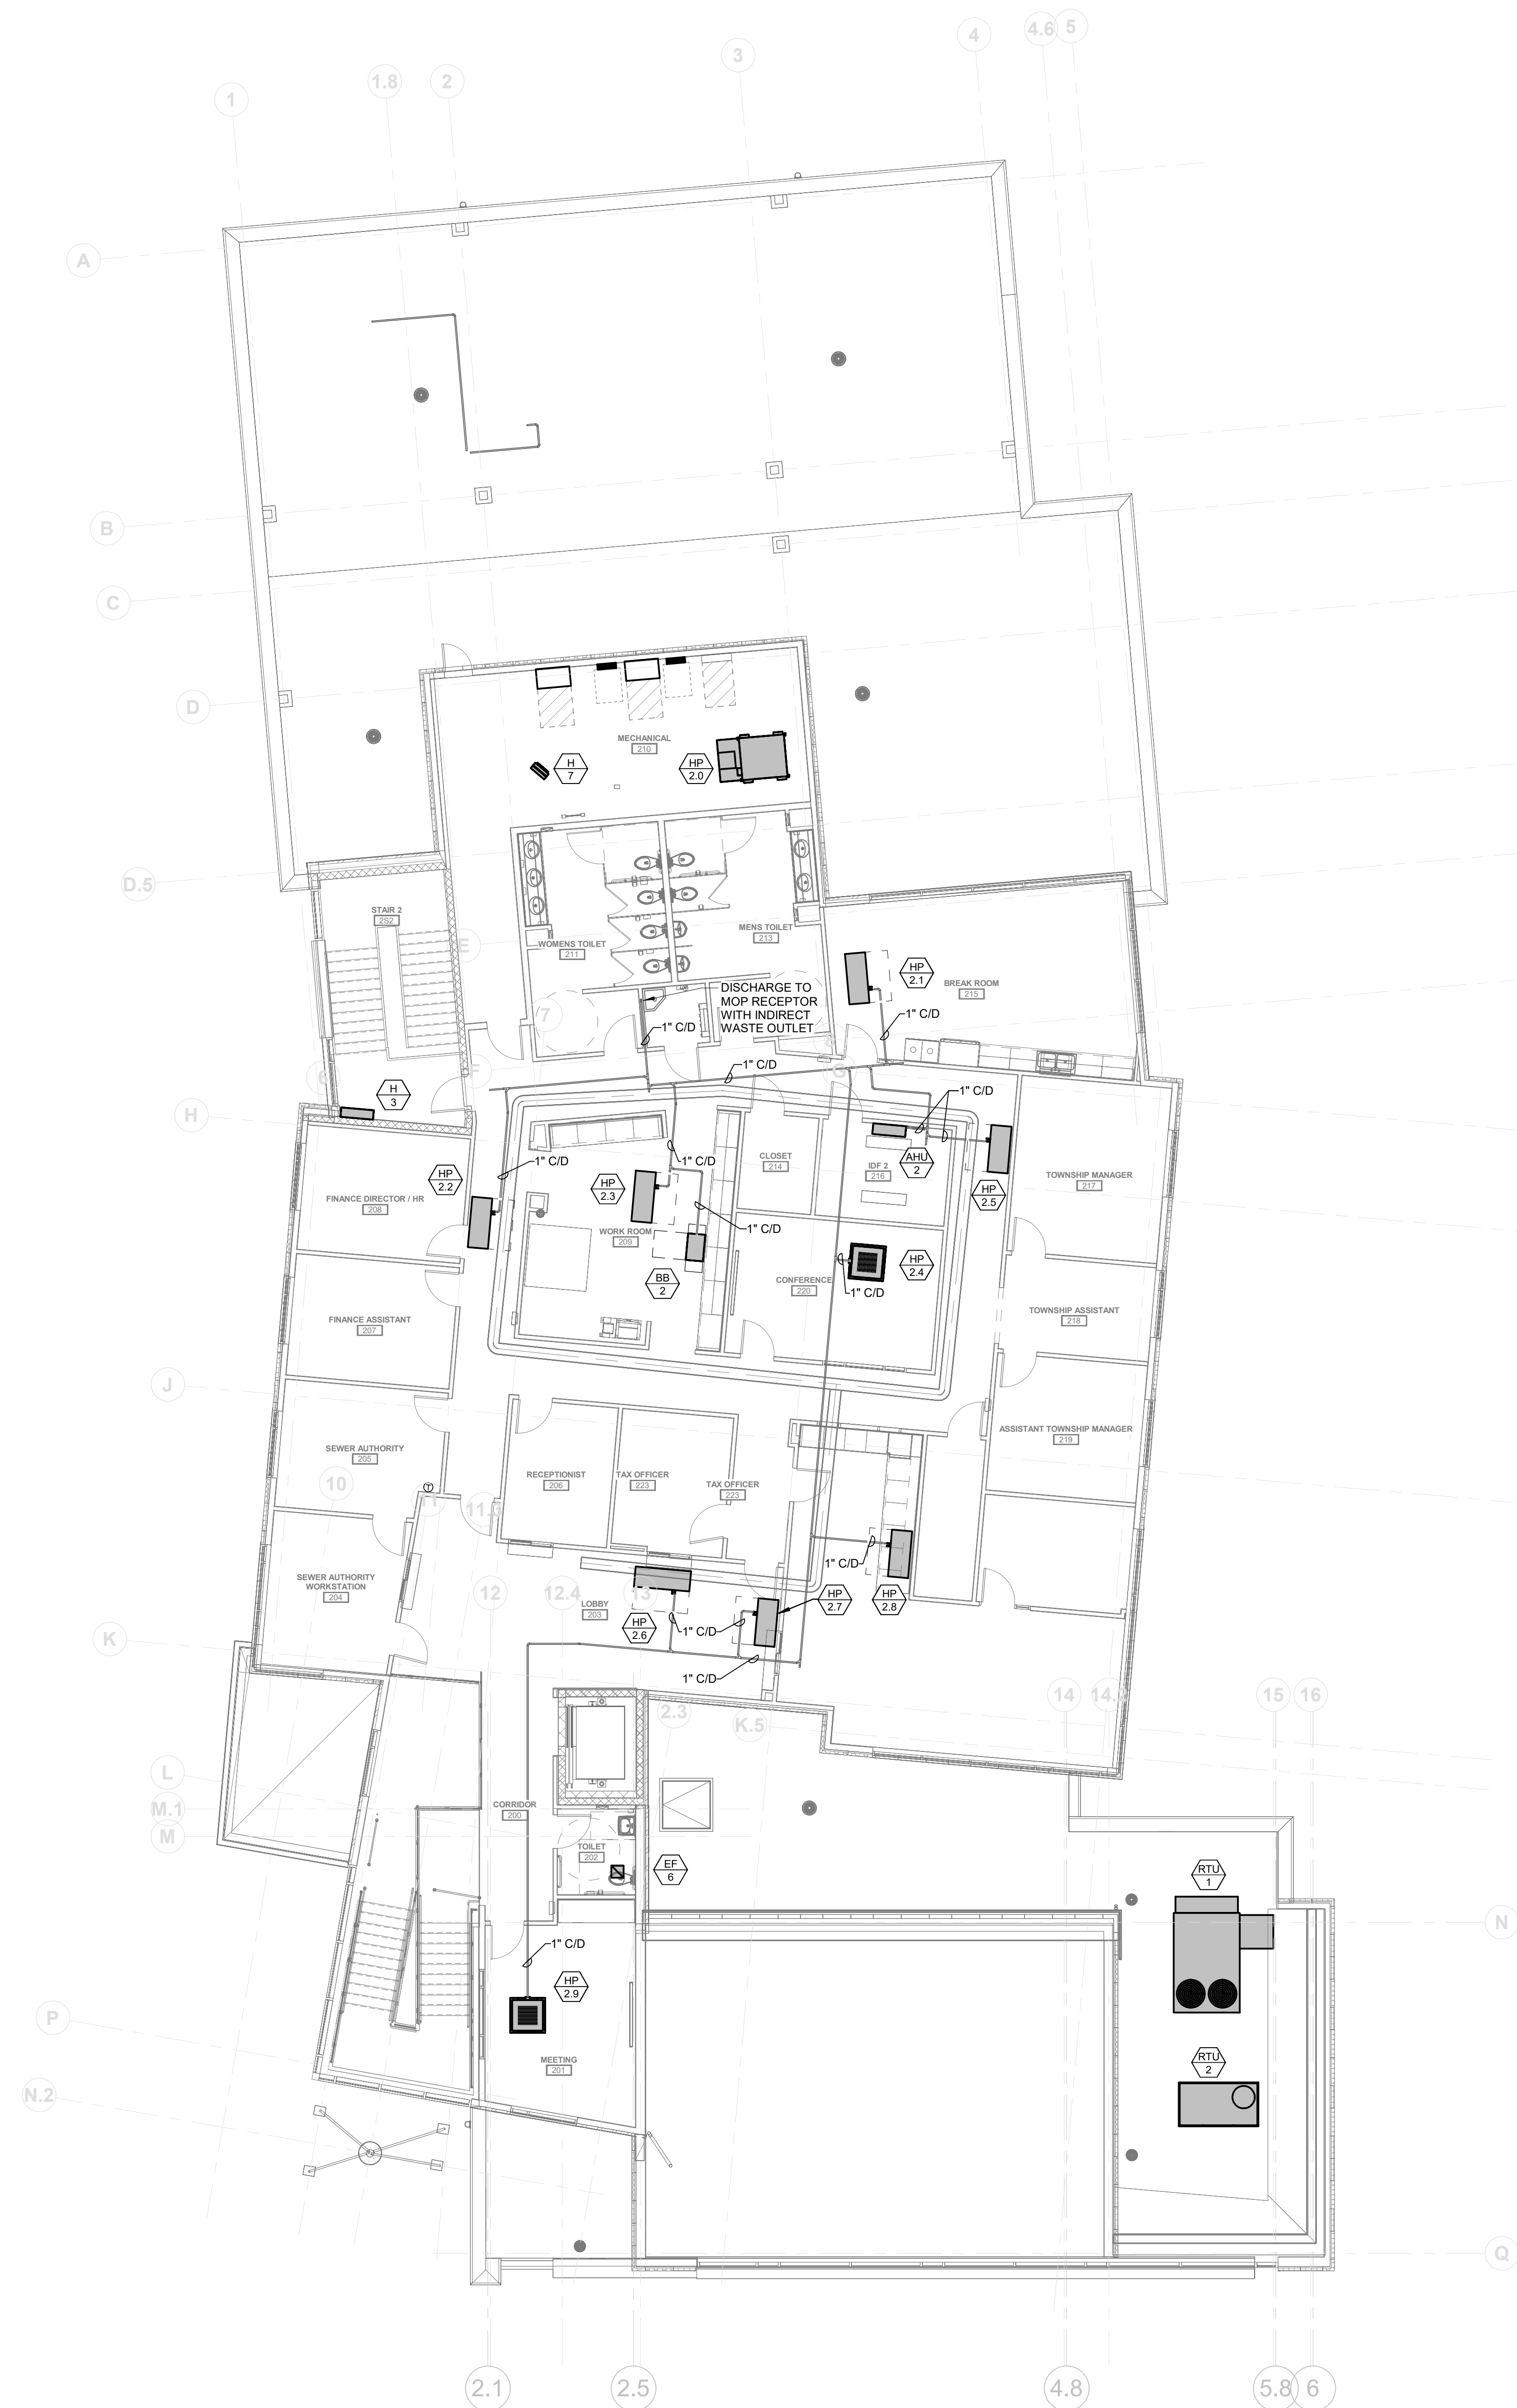 1
1.8
2
3
4
4.6
5
A
B
C
D
MECHANICAL
210
H
7
HP
2.0
D.5
STAIR 2
2S2
E
WOMENS TOILET
211
MENS TOILET
213
HP
2.1
BREAK ROOM
215
DISCHARGE TO
MOP RECEPTOR
WITH INDIRECT
WASTE OUTLET
7
1" C/D
1" C/D
8
1" C/D
6
F
G
H
3
H
1" C/D
HP
2.2
1" C/D
1" C/D
CLOSET
214
IDF 2
216
AHU
2
HP
2.5
TOWNSHIP MANAGER
217
FINANCE DIRECTOR / HR
208
HP
2.3
1" C/D
WORK ROOM
209
BB
2
CONFERENCE
220
HP
2.4
1" C/D
FINANCE ASSISTANT
207
TOWNSHIP ASSISTANT
218
J
SEWER AUTHORITY
205
T
RECEPTIONIST
206
TAX OFFICER
223
TAX OFFICER
223
ASSISTANT TOWNSHIP MANAGER
219
10
11
11.3
1" C/D
SEWER AUTHORITY
WORKSTATION
204
12
12.4
13
LOBBY
203
HP
2.6
HP
2.7
HP
2.8
1" C/D
1" C/D
K
2.3
K.5
14
15
16
L
M.1
M
CORRIDOR
200
TOILET
202
EF
6
RTU
1
N
1" C/D
HP
2.9
P
MEETING
201
RTU
2
N.2
Q
2.1
2.5
4.8
5.8
6